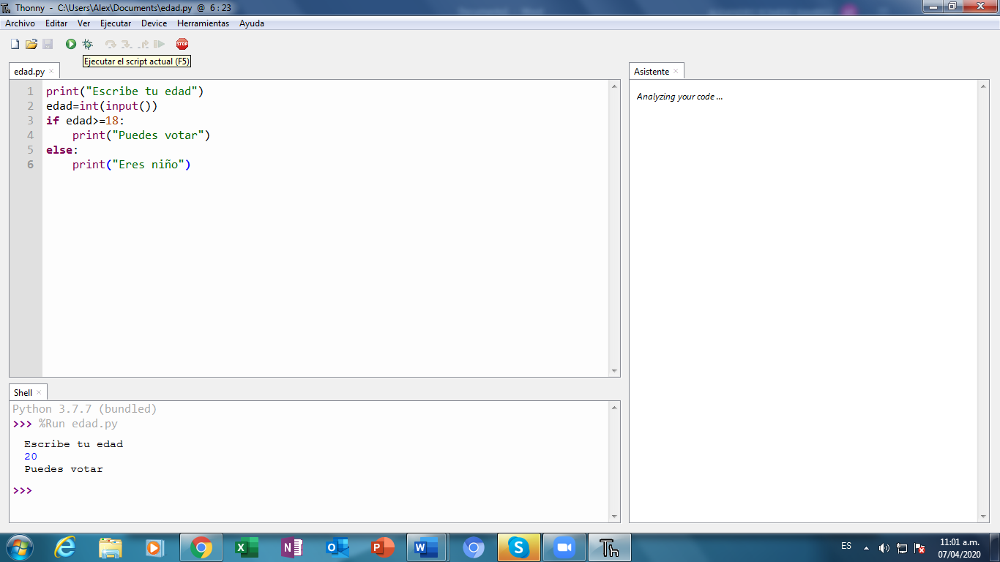 Thonny - C:\Users\Alex\Documents\edad.py @ 6 : 23
Archivo Editar Ver Ejecutar Device Herramientas Ayuda
STOP
Ejecutar el script actual (F5)
edad.py
1 print("Escribe tu edad")
2 edad=int(input())
3 if edad>=18:
4     print("Puedes votar")
5 else:
6     print("Eres niño")
Asistente
Analyzing your code ...
Shell
Python 3.7.7 (bundled)
>>> %Run edad.py
Escribe tu edad
20
Puedes votar
>>>
ES
11:01 a.m.
07/04/2020